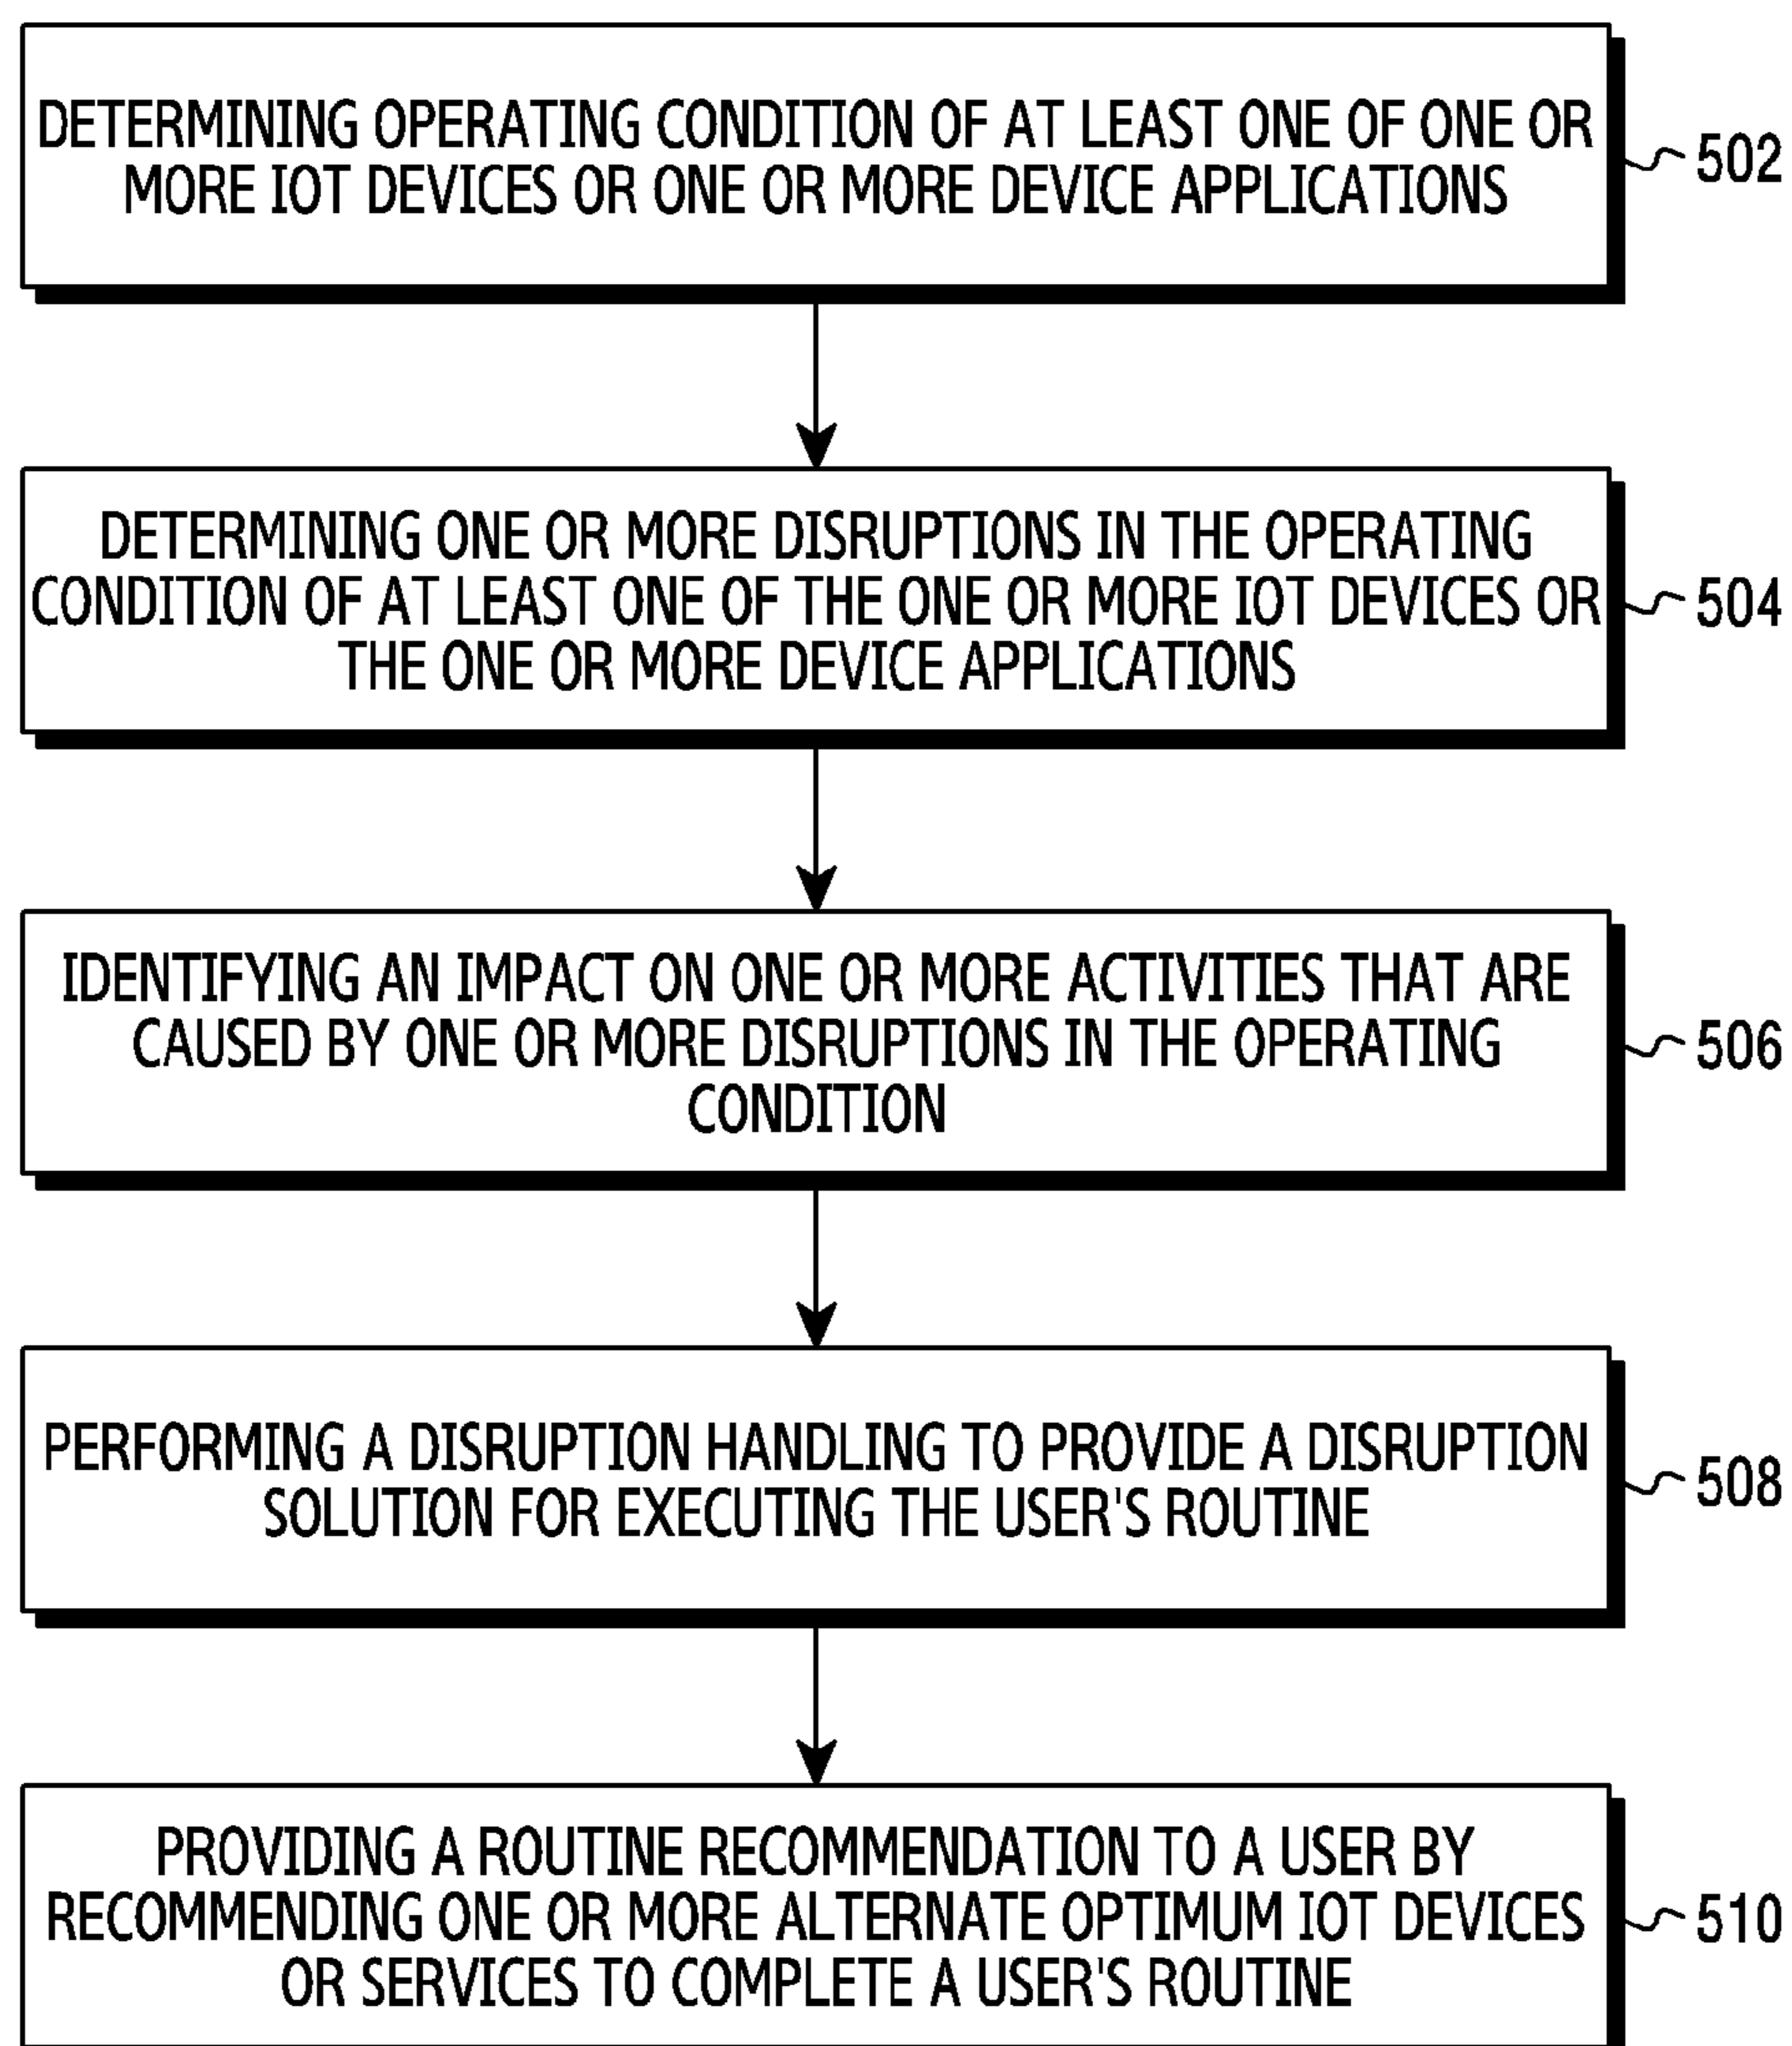 DETERMINING OPERATING CONDITION OF AT LEAST ONE OF ONE OR
MORE IOT DEVICES OR ONE OR MORE DEVICE APPLICATIONS
502
DETERMINING ONE OR MORE DISRUPTIONS IN THE OPERATING
CONDITION OF AT LEAST ONE OF THE ONE OR MORE IOT DEVICES OR
THE ONE OR MORE DEVICE APPLICATIONS
504
IDENTIFYING AN IMPACT ON ONE OR MORE ACTIVITIES THAT ARE
CAUSED BY ONE OR MORE DISRUPTIONS IN THE OPERATING
CONDITION
506
PERFORMING A DISRUPTION HANDLING TO PROVIDE A DISRUPTION
SOLUTION FOR EXECUTING THE USER'S ROUTINE
508
PROVIDING A ROUTINE RECOMMENDATION TO A USER BY
RECOMMENDING ONE OR MORE ALTERNATE OPTIMUM IOT DEVICES
OR SERVICES TO COMPLETE A USER'S ROUTINE
510